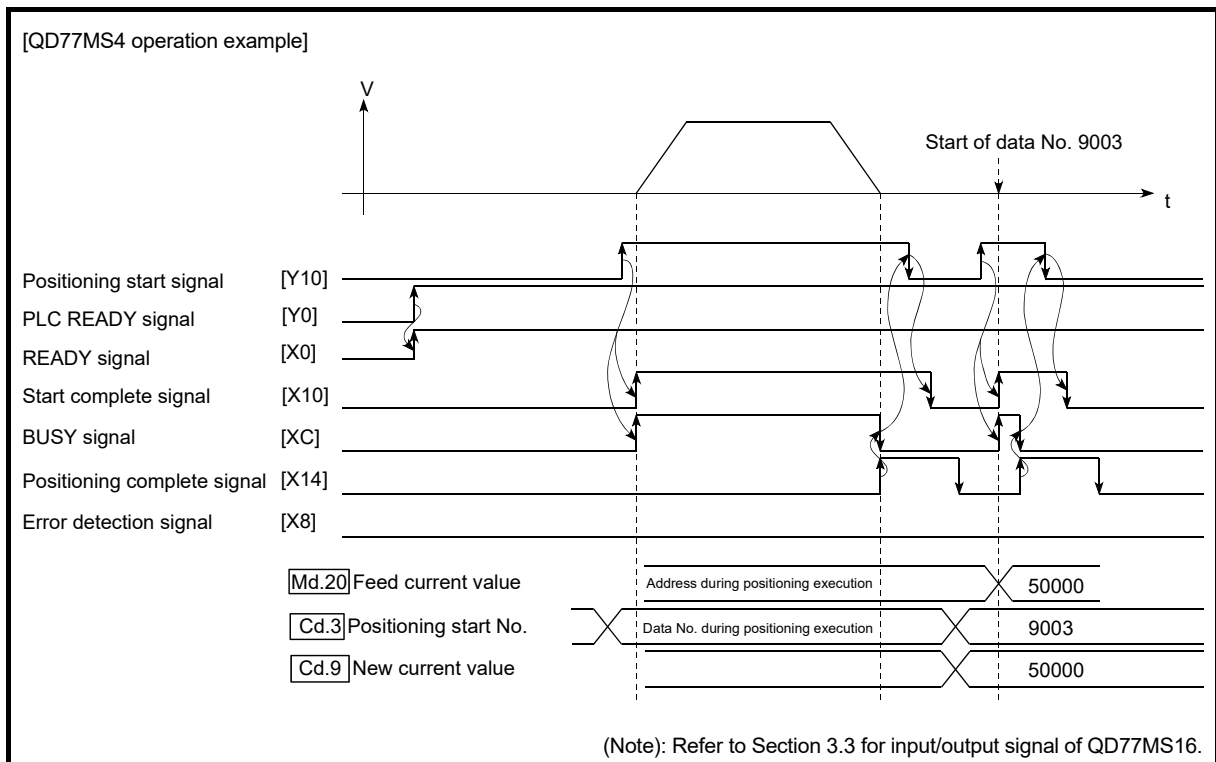 [QD77MS4 operation example]
V
Start of data No. 9003
t
Positioning start signal [Y10]
PLC READY signal [Y0]
READY signal [X0]
Start complete signal [X10]
BUSY signal [XC]
Positioning complete signal [X14]
Error detection signal [X8]
Md.20 Feed current value Address during positioning execution 50000
Cd.3 Positioning start No. Data No. during positioning execution 9003
Cd.9 New current value 50000
(Note): Refer to Section 3.3 for input/output signal of QD77MS16.